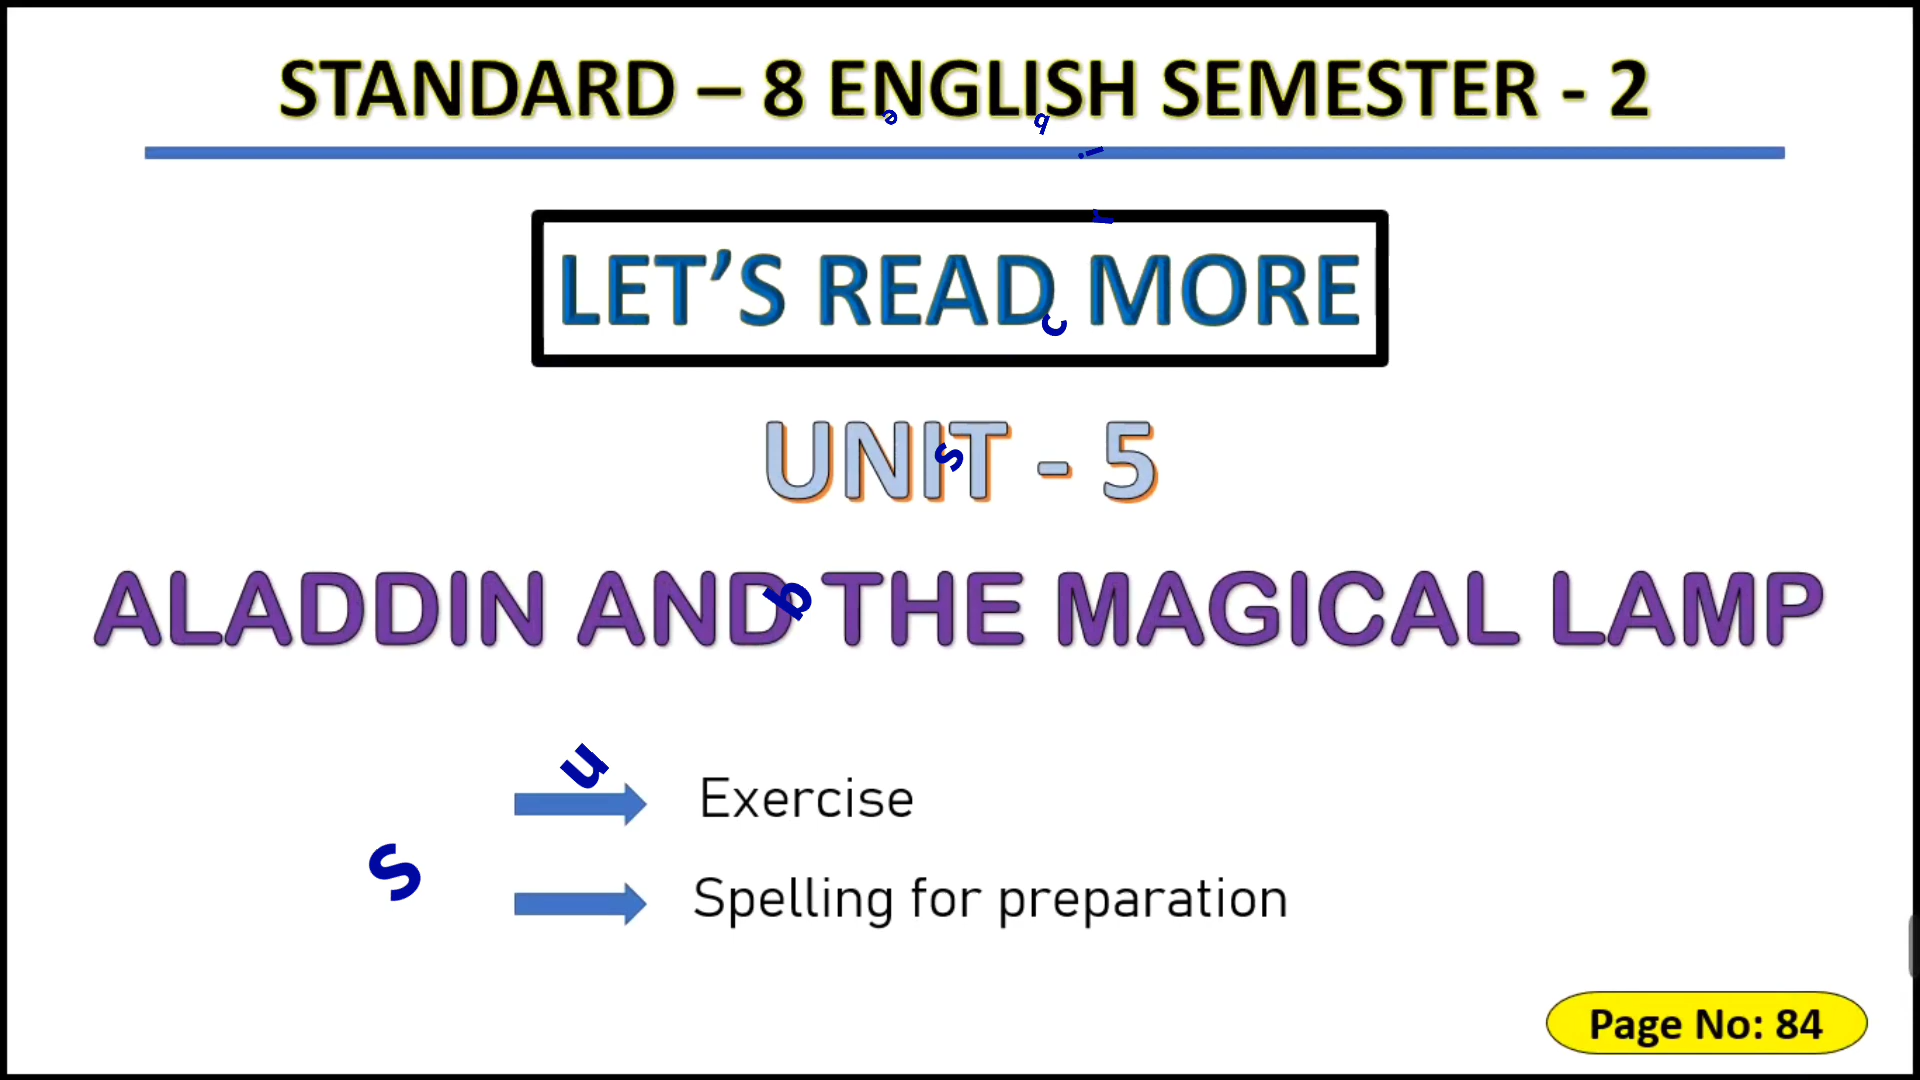 STANDARD – 8 ENGLISH SEMESTER - 2
LET’S READ MORE
UNIT - 5
ALADDIN AND THE MAGICAL LAMP
Exercise
Spelling for preparation
Page No: 84
Subscribe